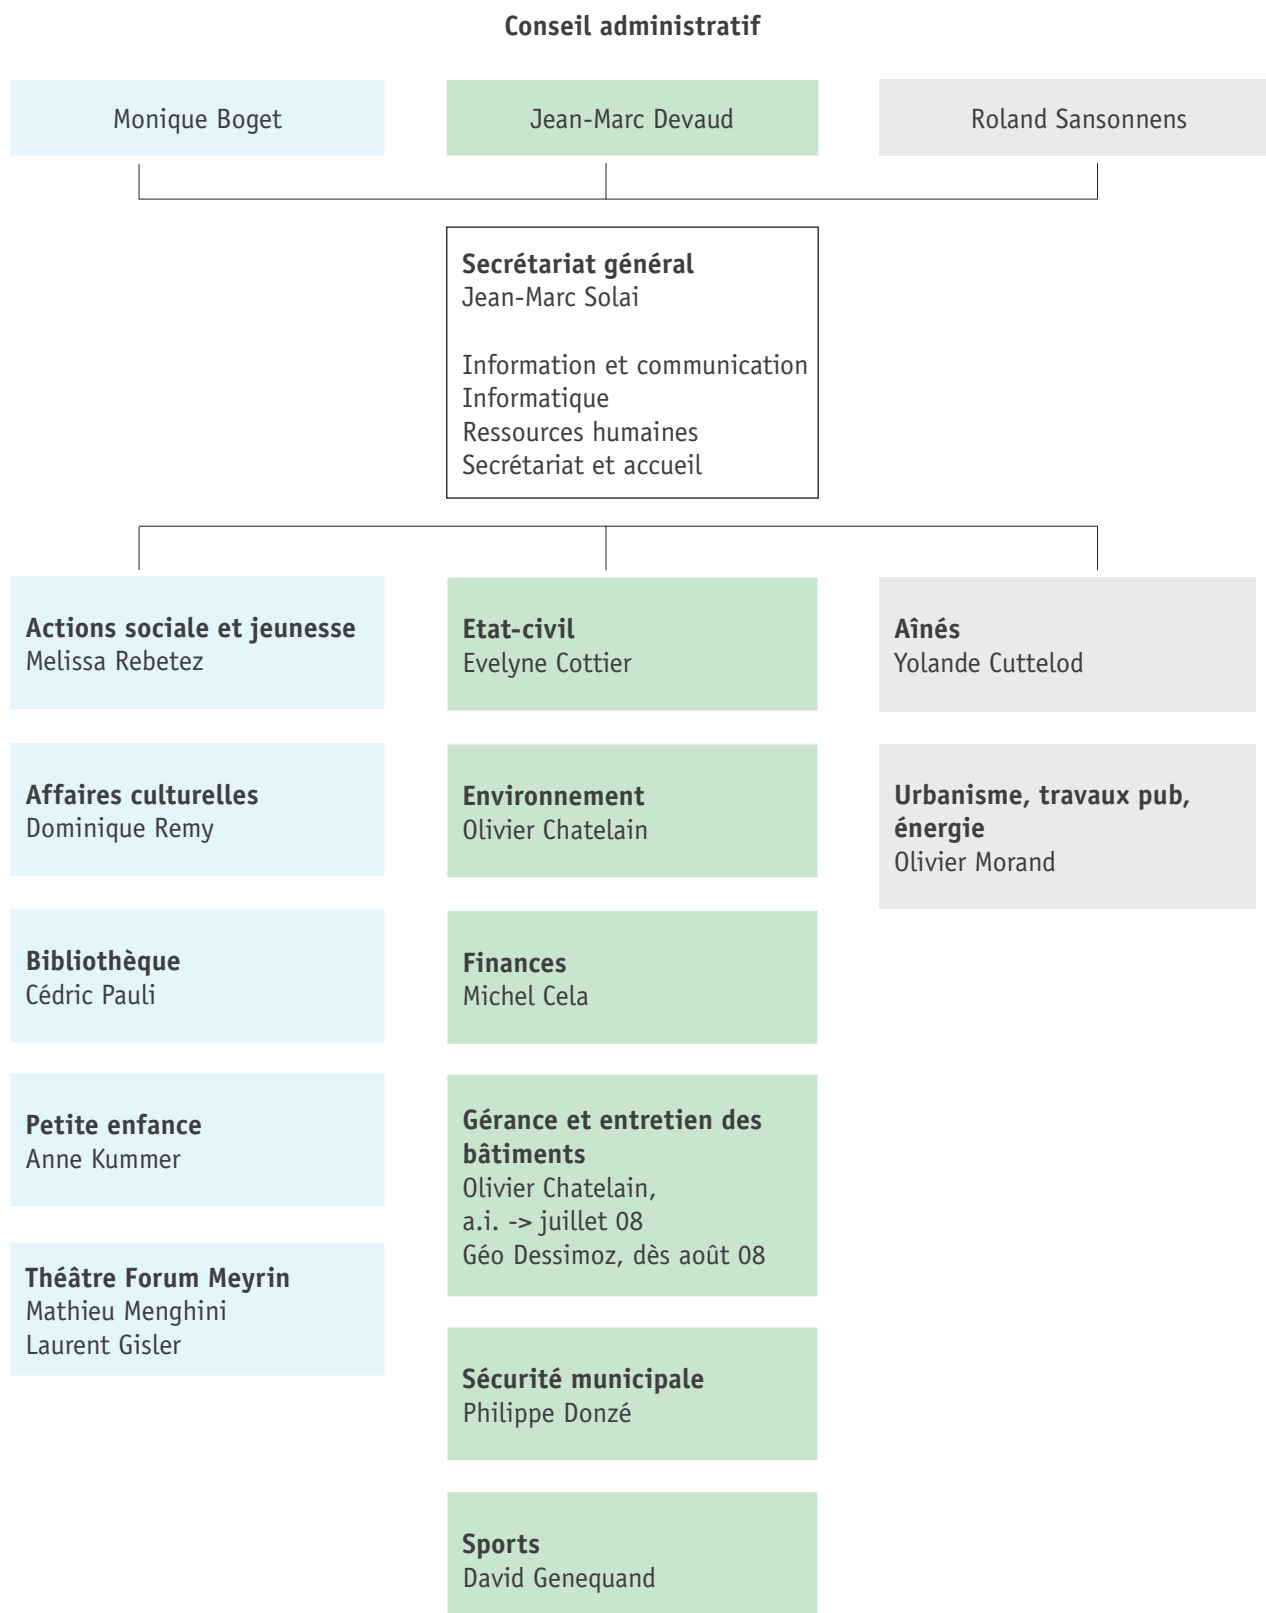 Conseil administratif
Monique Boget
Jean-Marc Devaud
Roland Sansonnens
Secrétariat général
Jean-Marc Solai
Information et communication
Informatique
Ressources humaines
Secrétariat et accueil
Actions sociale et jeunesse
Melissa Rebetez
Affaires culturelles
Dominique Remy
Bibliothèque
Cédric Pauli
Petite enfance
Anne Kummer
Théâtre Forum Meyrin
Mathieu Menghini
Laurent Gisler
Etat-civil
Evelyne Cottier
Environnement
Olivier Chatelain
Finances
Michel Cela
Gérance et entretien des
bâtiments
Olivier Chatelain,
a.i. -> juillet 08
Géo Dessimoz, dès août 08
Sécurité municipale
Philippe Donzé
Sports
David Genequand
Aînés
Yolande Cuttelod
Urbanisme, travaux pub,
énergie
Olivier Morand